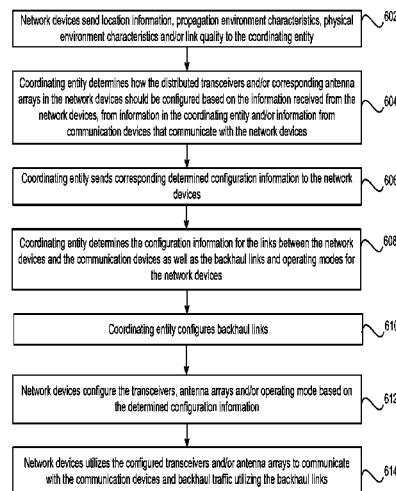 Network devices send location information, propagation environment characteristics, physical
environment characteristics and/or link quality to the coordinating entity
602
Coordinating entity determines how the distributed transceivers and/or corresponding antenna
arrays in the network devices should be configured based on the information received from the
network devices, from information in the coordinating entity and/or information from
communication devices that communicate with the network devices
604
Coordinating entity sends corresponding determined configuration information to the network
devices
606
Coordinating entity determines the configuration information for the links between the network
devices and the communication devices as well as the backhaul links and operating modes for
the network devices
608
Coordinating entity configures backhaul links
610
Network devices configure the transceivers, antenna arrays and/or operating mode based on
the determined configuration information
612
Network devices utilizes the configured transceivers and/or antenna arrays to communicate
with the communication devices and backhaul traffic utilizing the backhaul links
614